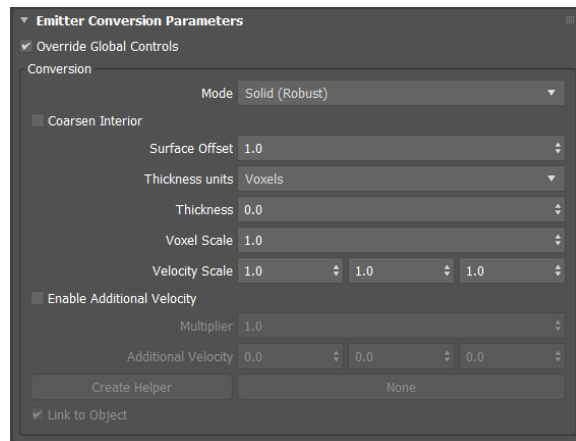 Emitter Conversion Parameters
Override Global Controls
Conversion
Mode Solid (Robust)
Coarsen Interior
Surface Offset 1.0
Thickness units Voxels
Thickness 0.0
Voxel Scale 1.0
Velocity Scale 1.0 1.0 1.0
Enable Additional Velocity
Multiplier 1.0
Additional Velocity 0.0 0.0 0.0
Create Helper None
Link to Object